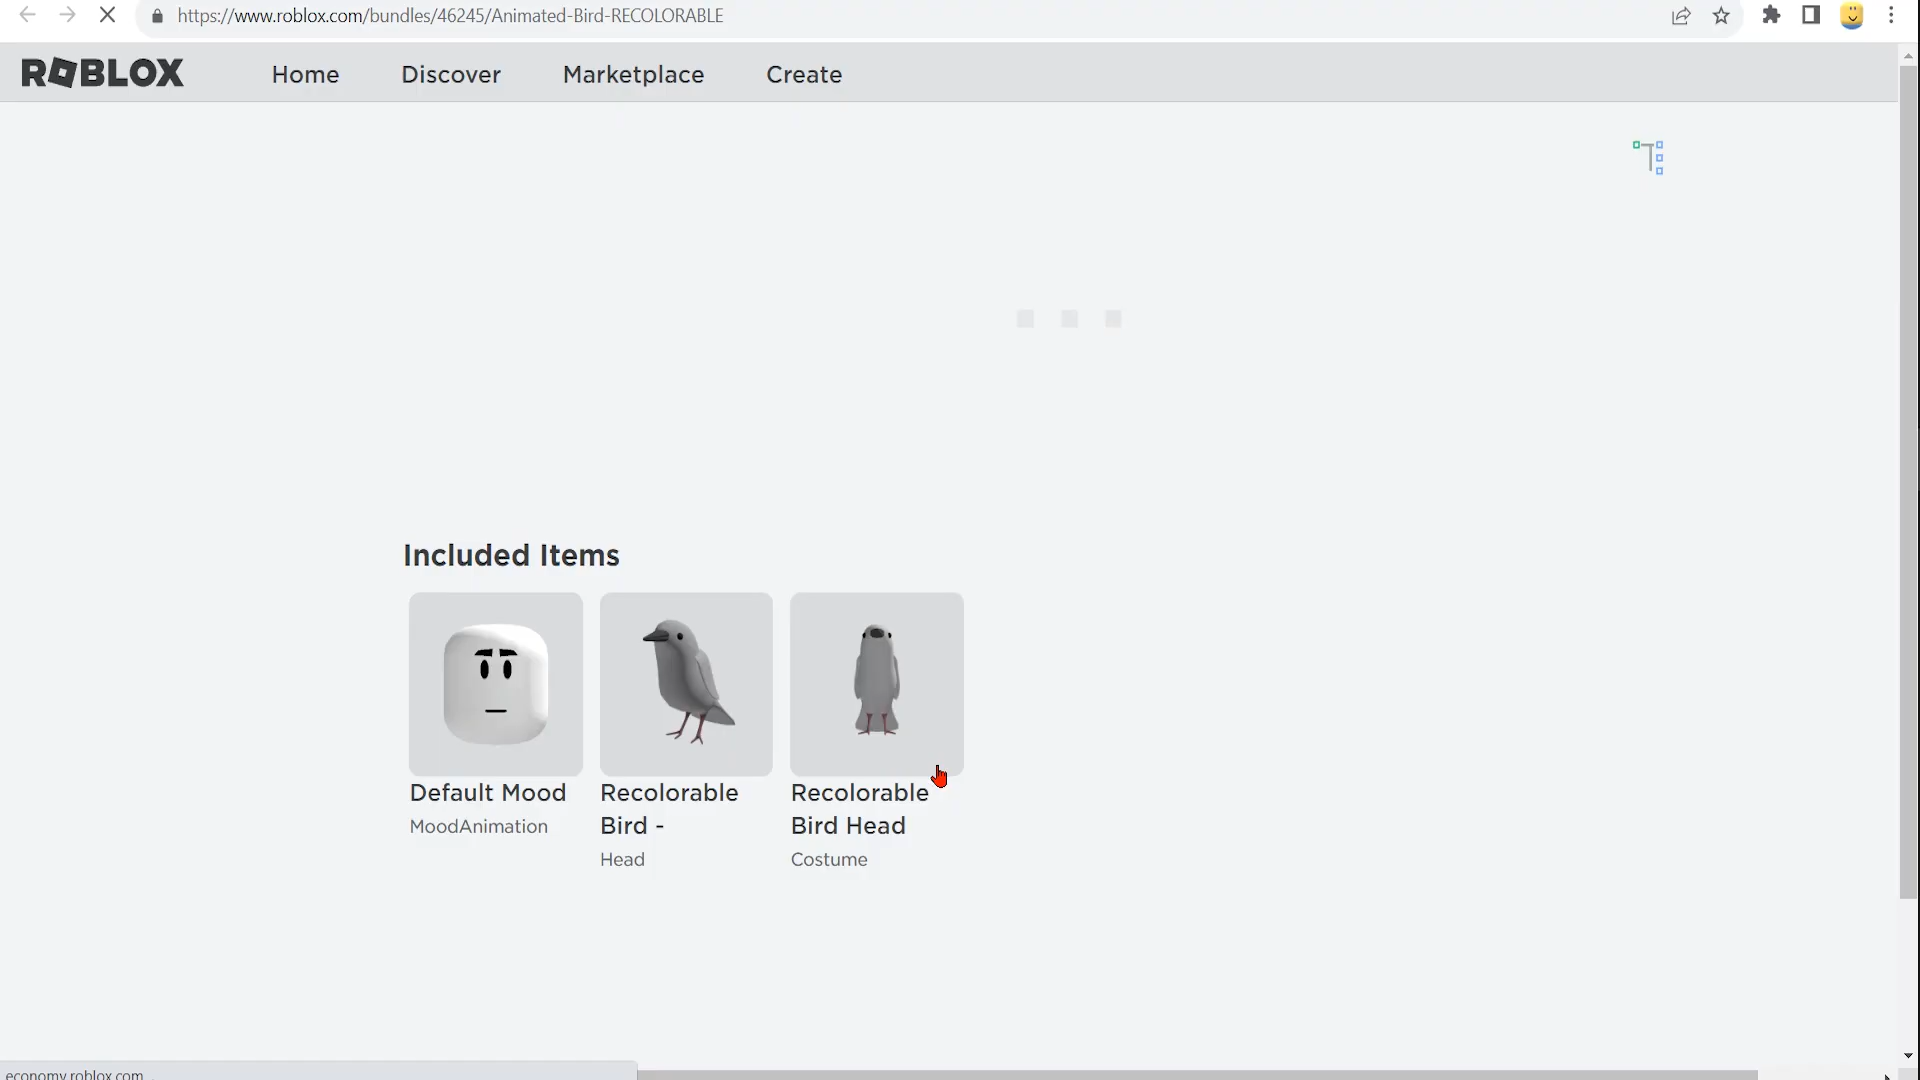 https://www.roblox.com/bundles/46245/Animated-Bird-RECOLORABLE
ROBLOX Home Discover Marketplace Create
Included Items
Default Mood
MoodAnimation
Recolorable
Bird -
Head
Recolorable
Bird Head
Costume
economy.roblox.com